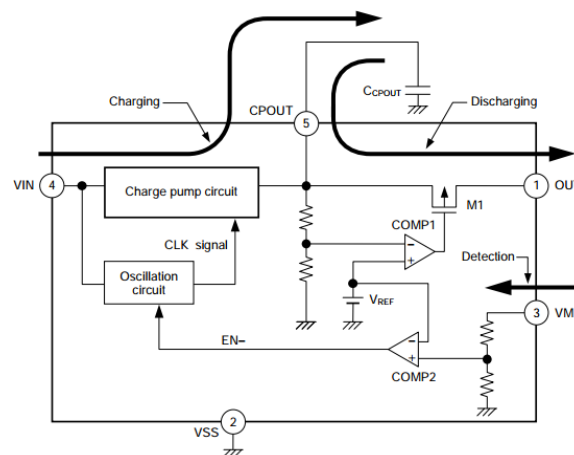 Charging
CPOUT
5
CCPOUT
Discharging
VIN
4
Charge pump circuit
CLK signal
Oscillation
circuit
M1
1
OU
COMP1
-
+
VREF
Detection
3
VM
EN-
-
+
COMP2
2
VSS